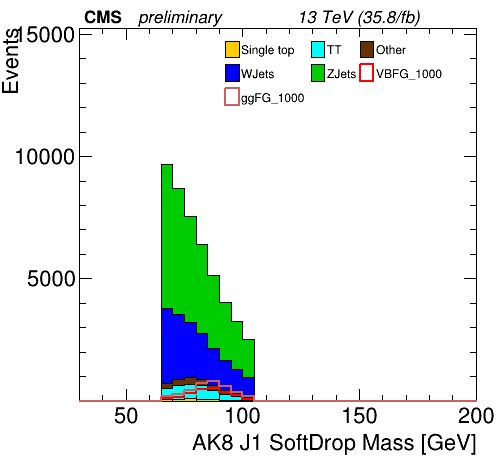 CMS preliminary 13 TeV (35.8/fb)
Events
15000
10000
5000
Single top TT Other
WJets ZJets VBFG_1000
ggFG_1000
50 100 150 200
AK8 J1 SoftDrop Mass [GeV]